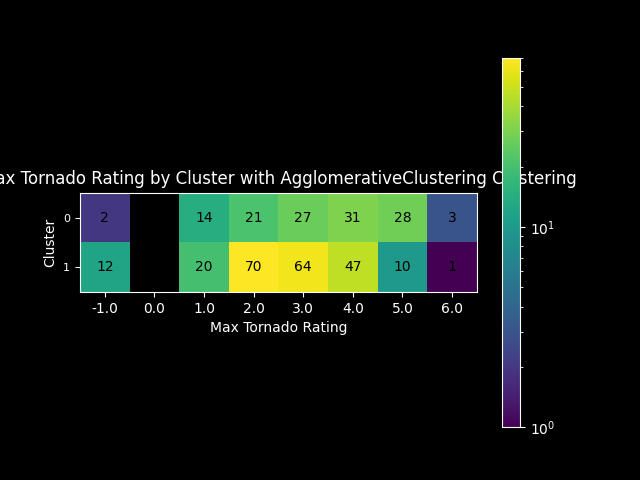 ax Tornado Rating by Cluster with AgglomerativeClustering C stering
Cluster
0 2 14 21 27 31 28 3
1 12 20 70 64 47 10 1
-1.0 0.0 1.0 2.0 3.0 4.0 5.0 6.0
Max Tornado Rating
10¹
10⁰